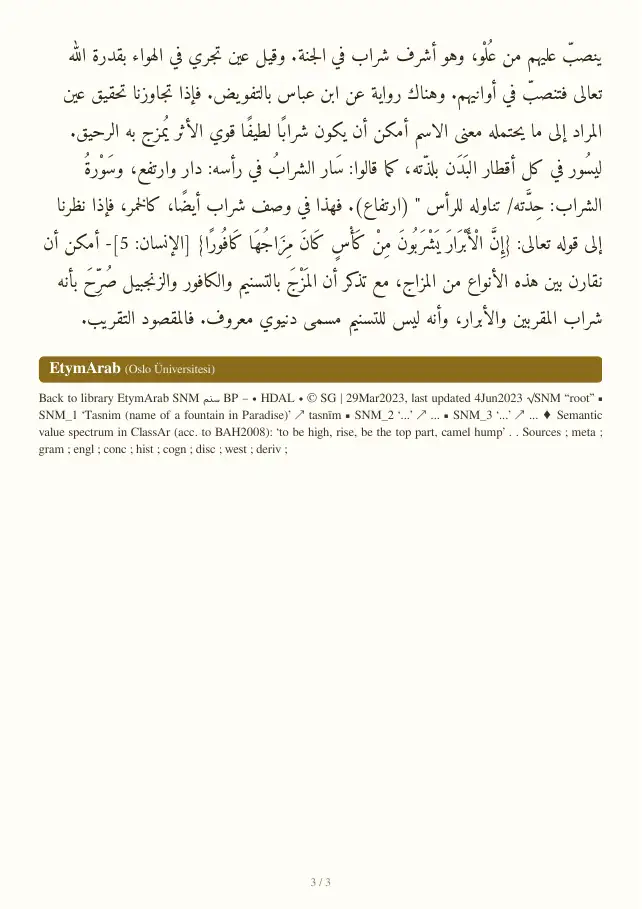 ينصبّ عليهم من عُلْو، وهو أشرف شراب في الجنة. وقيل عين تجري في الهواء بقدرة الله
تعالى فتنصبّ في أوانيهم. وهناك رواية عن ابن عباس بالتفويض. فإذا تجاوزنا تحقيق عين
المراد إلى ما يحتمله معنى الاسم أمكن أن يكون شرابًا لطيفًا قوي الأثر يُمزج به الرحيق.
ليسُور في كل أقطار البَدَن بلذّته، كما قالوا: سَار الشرابُ في رأسه: دار وارتفع، وسَوْرةُ
الشراب: حِدَّته/ تناوله للرأس " (ارتفاع). فهذا في وصف شراب أيضًا، كالخمر، فإذا نظرنا
إلى قوله تعالى: {إِنَّ الْأَبْرَارَ يَشْرَبُونَ مِنْ كَأْسٍ كَانَ مِزَاجُهَا كَافُورًا} [الإنسان: 5]- أمكن أن
نقارن بين هذه الأنواع من المزاج، مع تذكر أن المَزْجَ بالتسنيم والكافور والزنجبيل صُرِّحَ بأنه
شراب المقربين والأبرار، وأنه ليس للتسنيم مسمى دنيوي معروف. فالمقصود التقريب.
EtymArab (Oslo Üniversitesi)
Back to library EtymArab SNM سنم BP – • HDAL • © SG | 29Mar2023, last updated 4Jun2023 √SNM “root” ▪
SNM_1 ‘Tasnim (name of a fountain in Paradise)’ ↗ tasnīm ▪ SNM_2 ‘...’ ↗ ... ▪ SNM_3 ‘...’ ↗ ... ♦ Semantic
value spectrum in ClassAr (acc. to BAH2008): ‘to be high, rise, be the top part, camel hump’ . . Sources ; meta ;
gram ; engl ; conc ; hist ; cogn ; disc ; west ; deriv ;
3 / 3